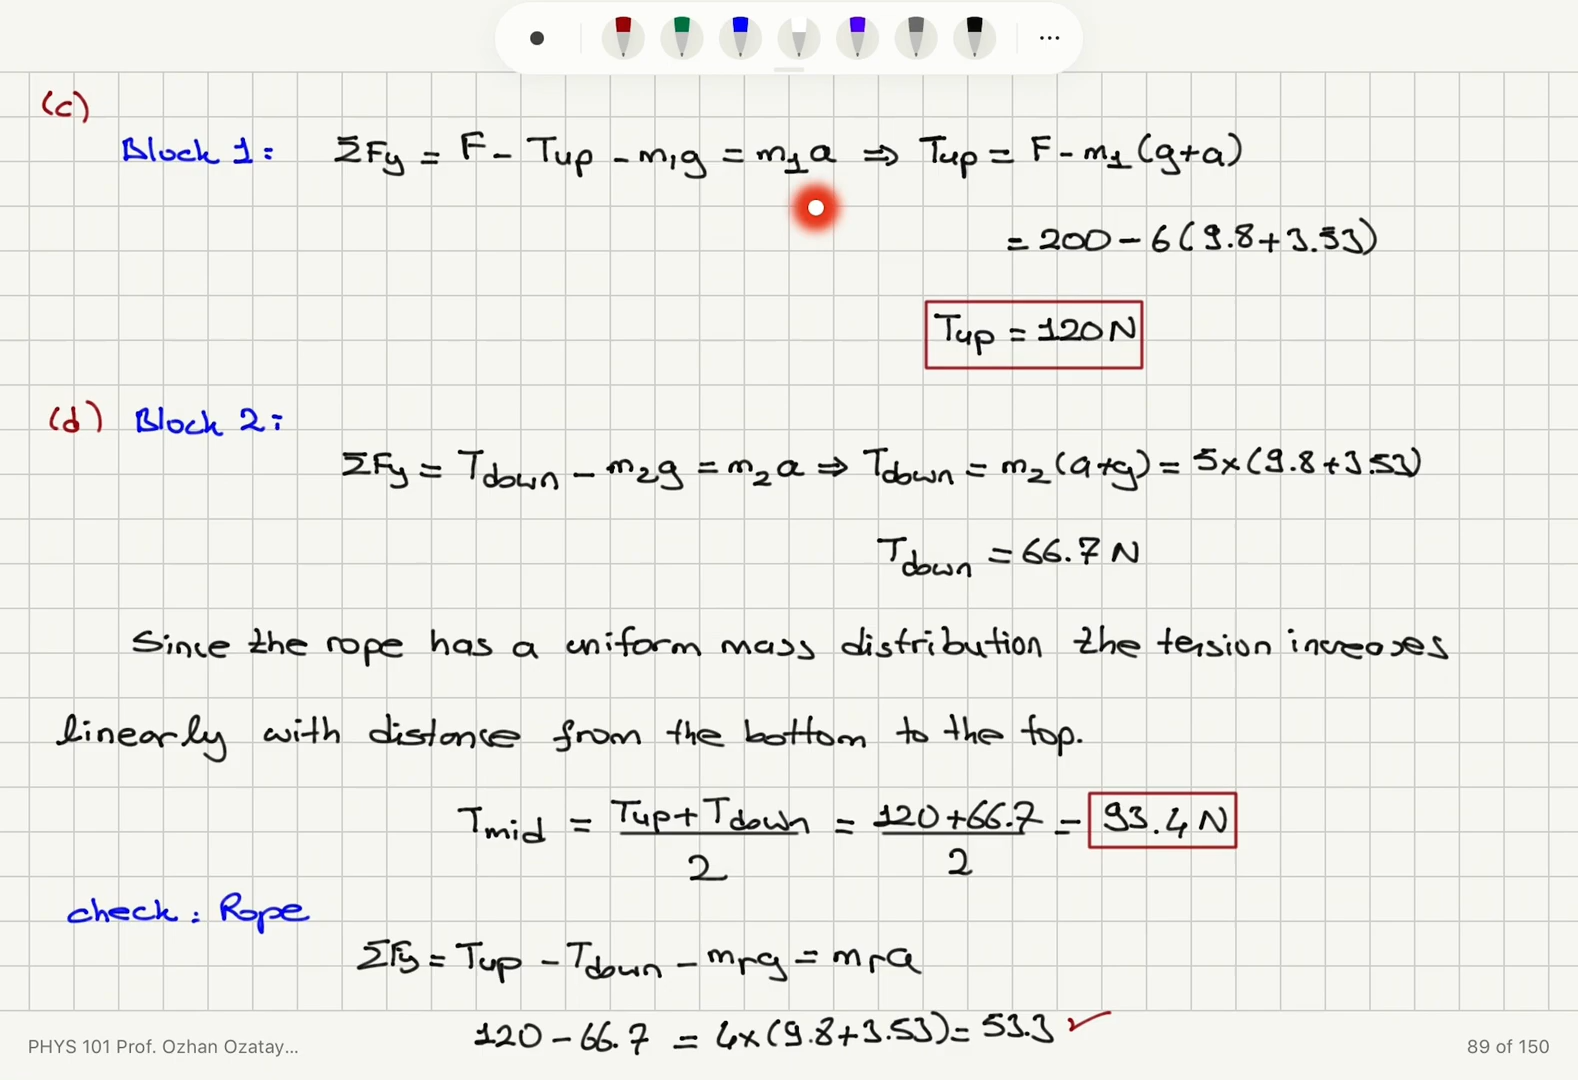 (c)
Block 1: ΣFy = F - Tup - m1g = m1a ⇒ Tup = F - m1(g+a)
= 200 - 6(9.8+3.53)
Tup = 120N
(d) Block 2:
ΣFy = Tdown - m2g = m2a ⇒ Tdown = m2(a+g) = 5x(9.8+3.53)
Tdown = 66.7 N
Since the rope has a uniform mass distribution the tension increases
linearly with distance from the bottom to the top.
Tmid = Tup+Tdown / 2 = 120+66.7 / 2 = 93.4 N
check: Rope
ΣFy = Tup - Tdown - mrg = mra
120 - 66.7 = 4x(9.8+3.53) = 53.3 ✓
PHYS 101 Prof. Ozhan Ozatay...
89 of 150